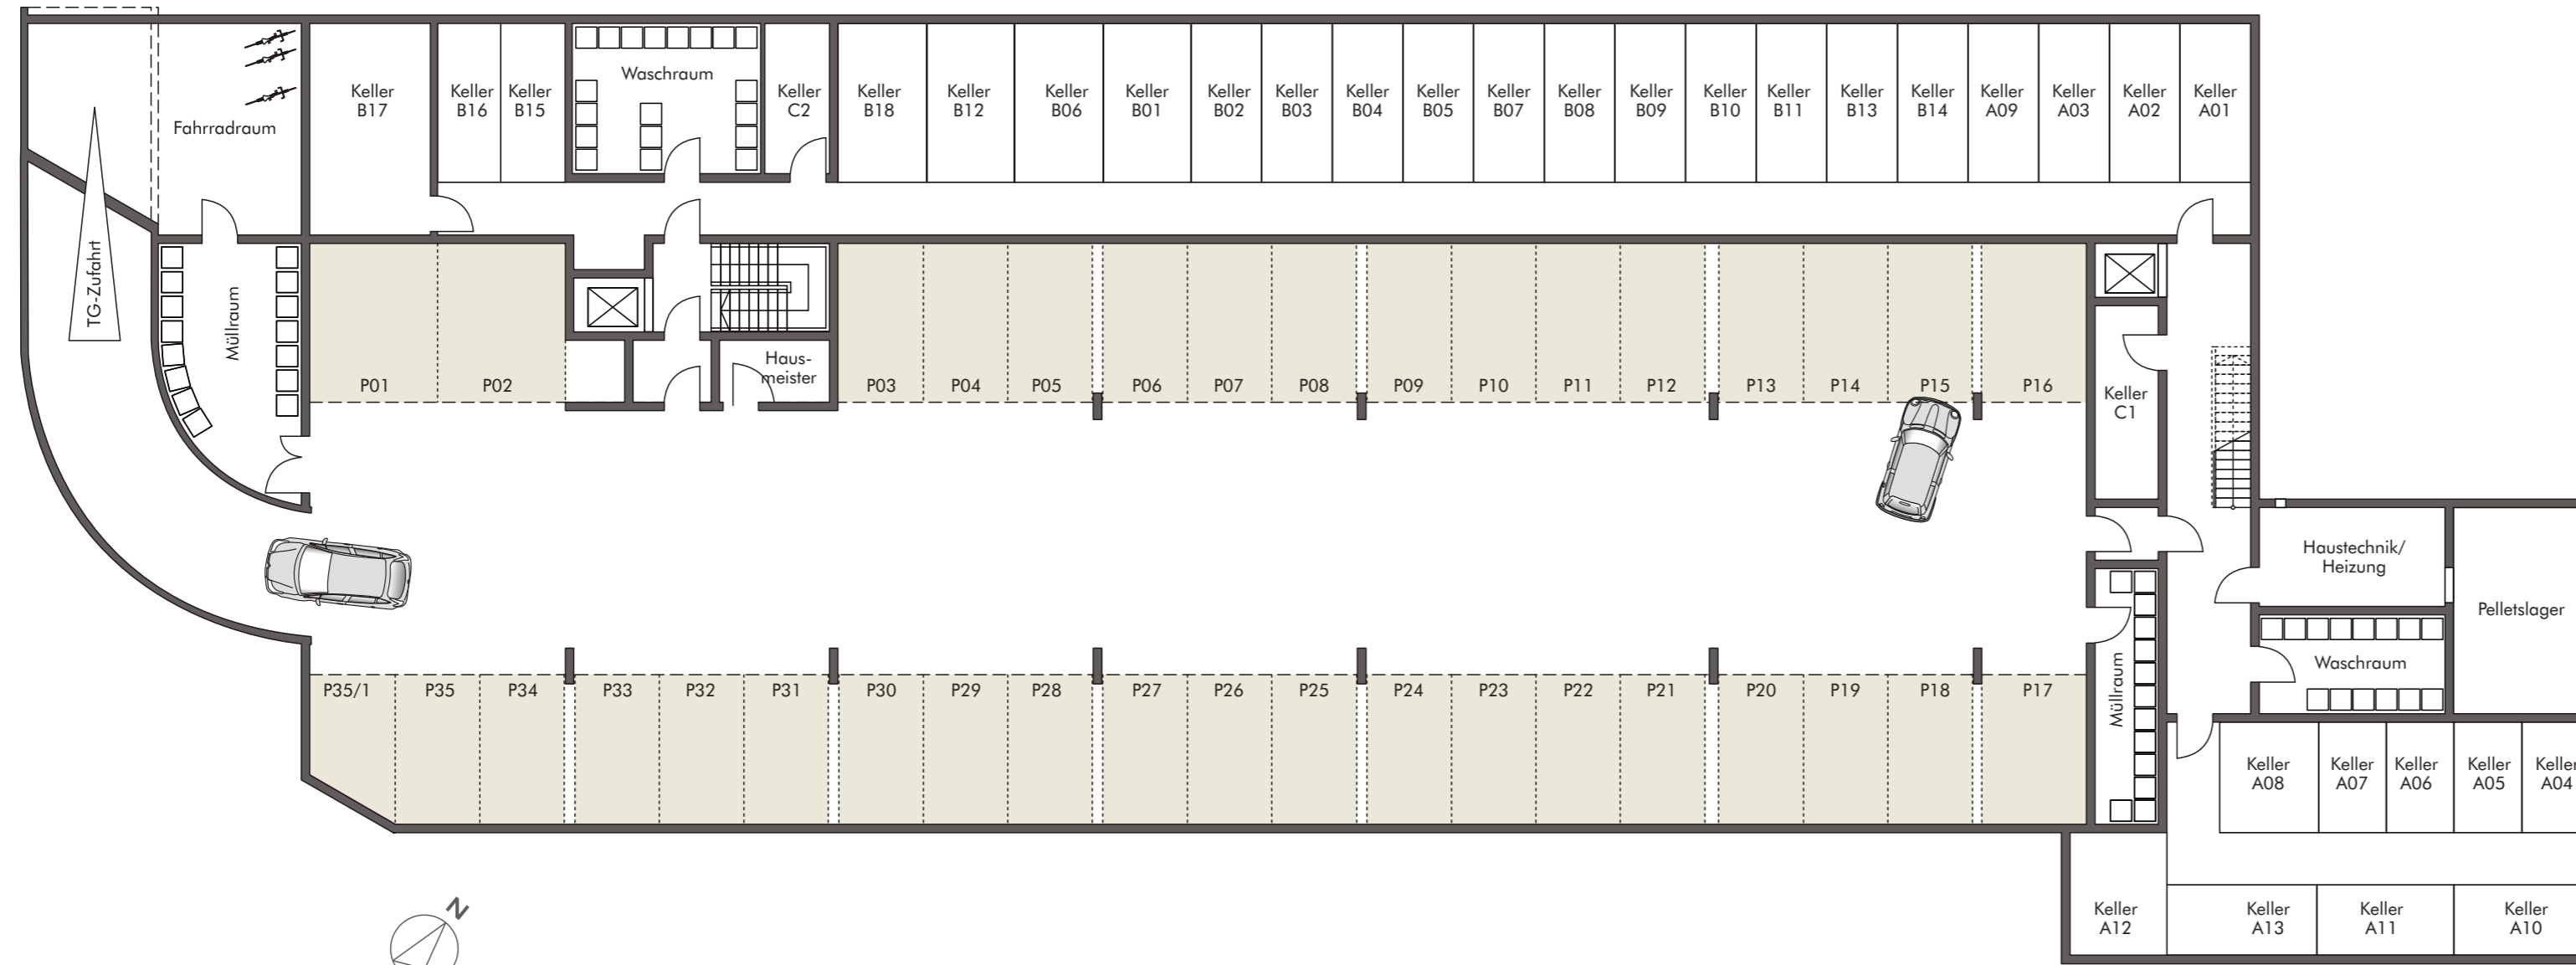 Keller
B17
Keller
B16
Keller
B15
Waschraum
Keller
C2
Keller
B18
Keller
B12
Keller
B06
Keller
B01
Keller
B02
Keller
B03
Keller
B04
Keller
B05
Keller
B07
Keller
B08
Keller
B09
Keller
B10
Keller
B11
Keller
B13
Keller
B14
Keller
A09
Keller
A03
Keller
A02
Keller
A01
Fahrradraum
TG-Zufahrt
Müllraum
P01
P02
Haus-
meister
P03
P04
P05
P06
P07
P08
P09
P10
P11
P12
P13
P14
P15
P16
Keller
C1
Haustechnik/
Heizung
Pelletslager
Waschraum
Müllraum
P35/1
P35
P34
P33
P32
P31
P30
P29
P28
P27
P26
P25
P24
P23
P22
P21
P20
P19
P18
P17
Keller
A08
Keller
A07
Keller
A06
Keller
A05
Keller
A04
Keller
A12
Keller
A13
Keller
A11
Keller
A10
N